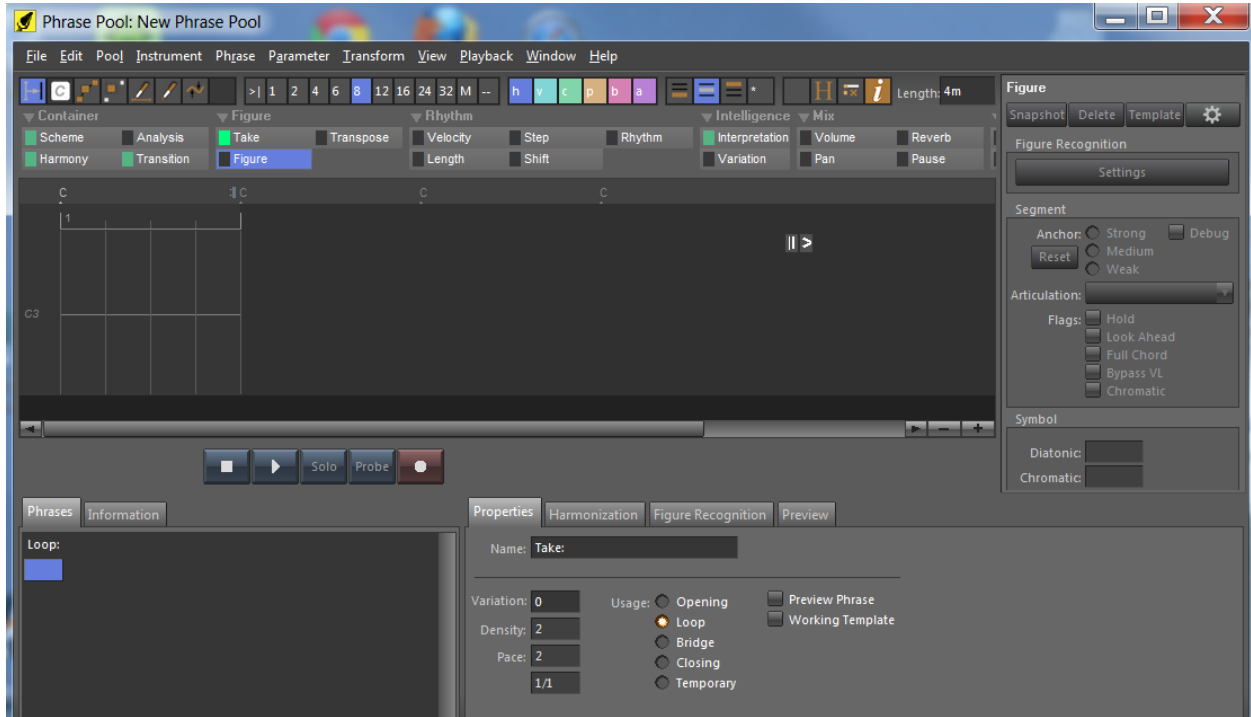 Phrase Pool: New Phrase Pool
File Edit Pool Instrument Phrase Parameter Transform View Playback Window Help
C >| 1 2 4 6 8 12 16 24 32 M -- h v c p b a * H i Length: 4m
Container Figure Rhythm Intelligence Mix
Scheme Analysis Take Transpose Velocity Step Rhythm Interpretation Volume Reverb
Harmony Transition Figure Length Shift Variation Pan Pause
C C C C
1
C3
Figure
Snapshot Delete Template
Figure Recognition
Settings
Segment
Anchor: Strong Debug
Reset Medium
Weak
Articulation:
Flags: Hold
Look Ahead
Full Chord
Bypass VL
Chromatic
Symbol
Diatonic:
Chromatic:
Solo Probe
Phrases Information
Loop:
Properties Harmonization Figure Recognition Preview
Name: Take:
Variation: 0 Usage: Opening Preview Phrase
Density: 2 Loop Working Template
Pace: 2 Bridge
Closing
1/1 Temporary